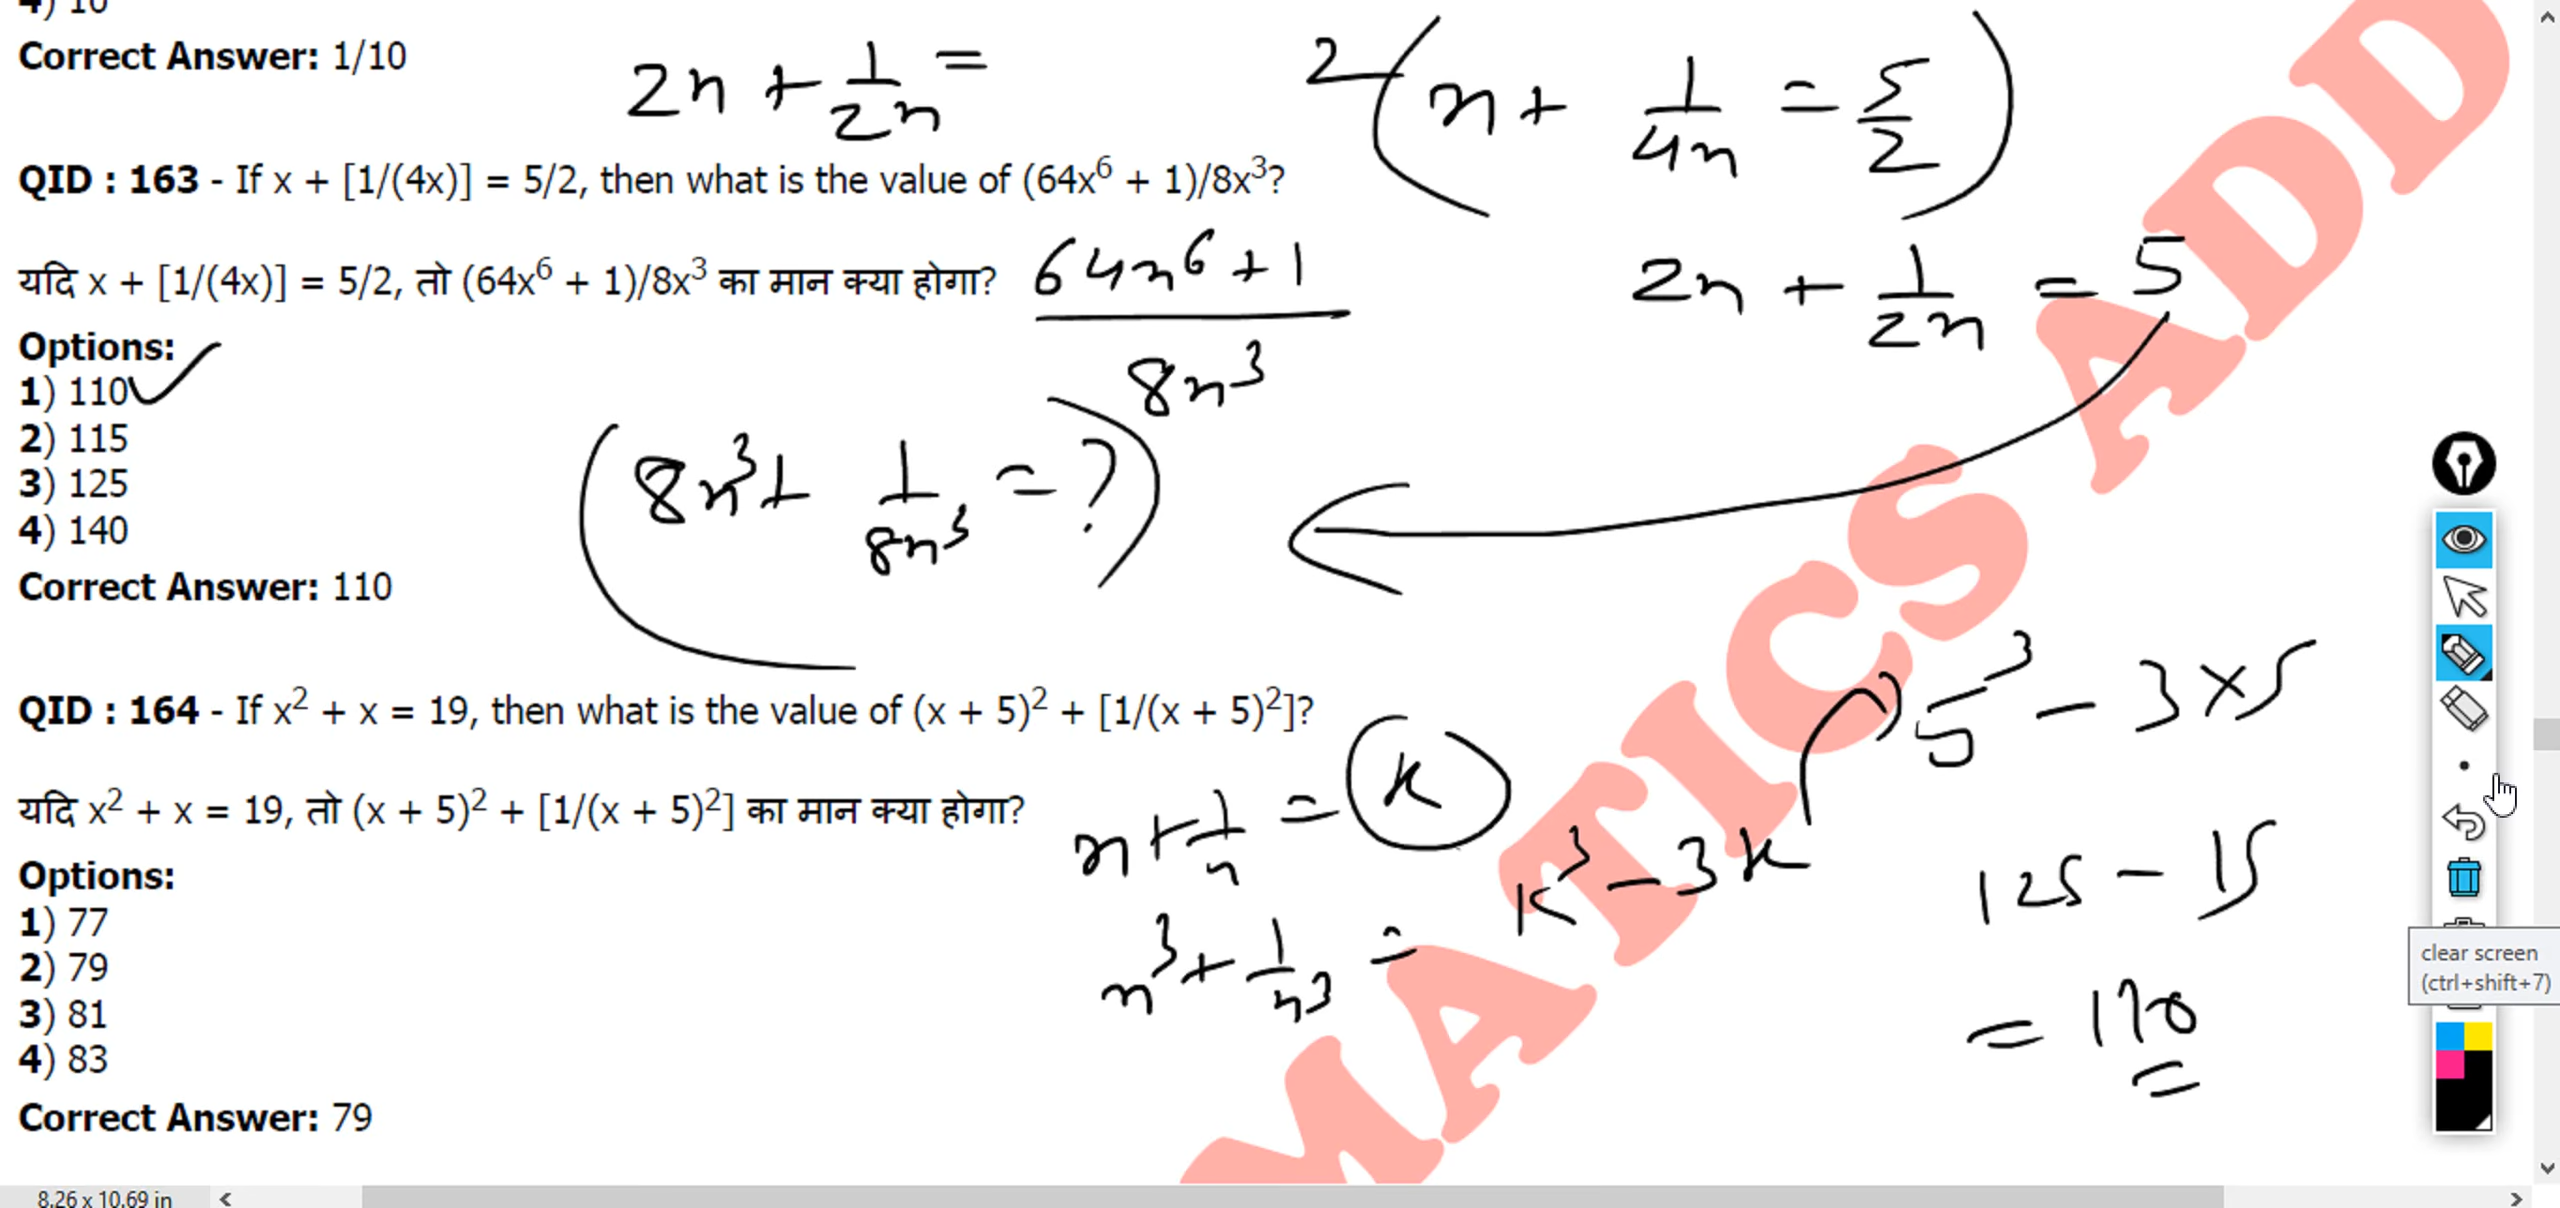 4) 10
Correct Answer: 1/10
2x + 1/2x =
2(x + 1/4x = 5/2)
QID : 163 - If x + [1/(4x)] = 5/2, then what is the value of (64x⁶ + 1)/8x³?
यदि x + [1/(4x)] = 5/2, तो (64x⁶ + 1)/8x³ का मान क्या होगा?
64x⁶ + 1 / 8x³
2x + 1/2x = 5
Options:
1) 110
2) 115
3) 125
4) 140
(8x³ + 1/8x³ = ?)
Correct Answer: 110
QID : 164 - If x² + x = 19, then what is the value of (x + 5)² + [1/(x + 5)²]?
5³ - 3×5
यदि x² + x = 19, तो (x + 5)² + [1/(x + 5)²] का मान क्या होगा?
x + 1/x = k
Options:
1) 77
2) 79
3) 81
4) 83
x³ + 1/x³ = k³ - 3k
125 - 15
= 110
Correct Answer: 79
MATICS ADD
clear screen
(ctrl+shift+7)
8.26 x 10.69 in